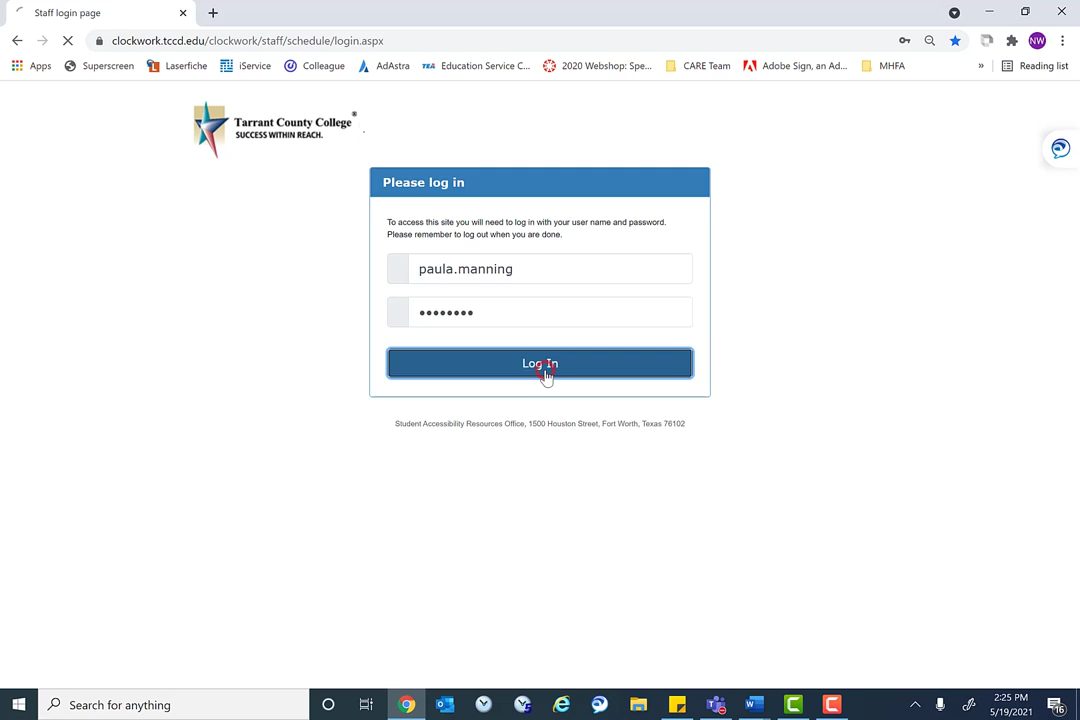 Staff login page
clockwork.tccd.edu/clockwork/staff/schedule/login.aspx
NW
Apps Superscreen Laserfiche iService Colleague AdAstra TEA Education Service C... 2020 Webshop: Spe... CARE Team Adobe Sign, an Ad... MHFA » Reading list
Tarrant County College®
SUCCESS WITHIN REACH.
Please log in
To access this site you will need to log in with your user name and password.
Please remember to log out when you are done.
paula.manning
••••••••
Log In
Student Accessibility Resources Office, 1500 Houston Street, Fort Worth, Texas 76102
Search for anything
2:25 PM
5/19/2021
16